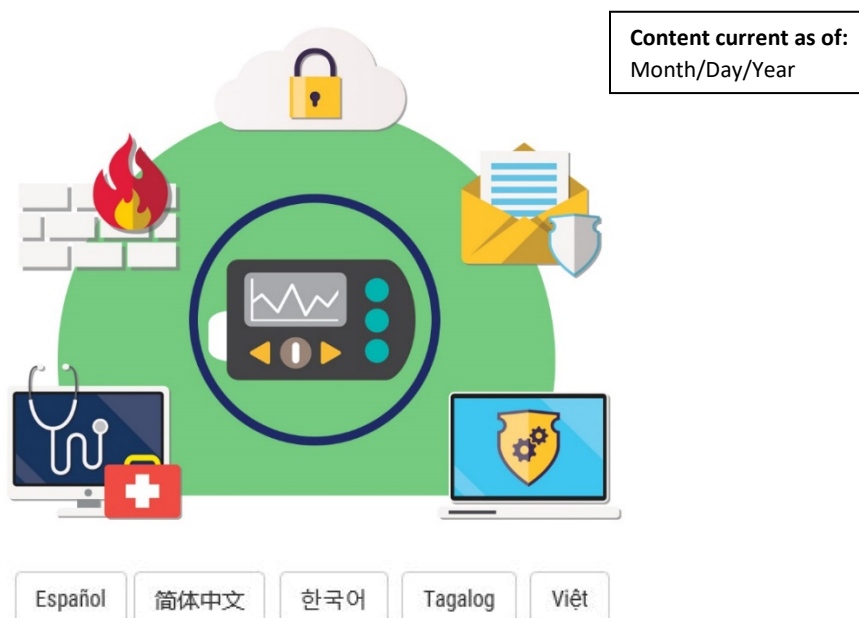 Content current as of:
Month/Day/Year
Español 简体中文 한국어 Tagalog Việt